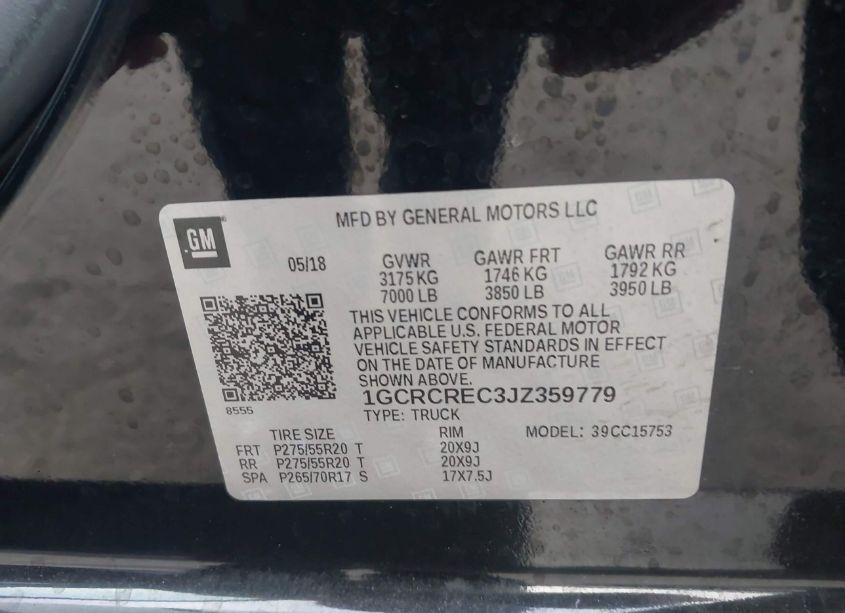 GM
MFD BY GENERAL MOTORS LLC
05/18 GVWR GAWR FRT GAWR RR
3175 KG 1746 KG 1792 KG
7000 LB 3850 LB 3950 LB
THIS VEHICLE CONFORMS TO ALL
APPLICABLE U.S. FEDERAL MOTOR
VEHICLE SAFETY STANDARDS IN EFFECT
ON THE DATE OF MANUFACTURE
SHOWN ABOVE.
1GCRCREC3JZ359779
8555
TYPE: TRUCK
TIRE SIZE RIM MODEL: 39CC15753
FRT P275/55R20 T 20X9J
RR P275/55R20 T 20X9J
SPA P265/70R17 S 17X7.5J